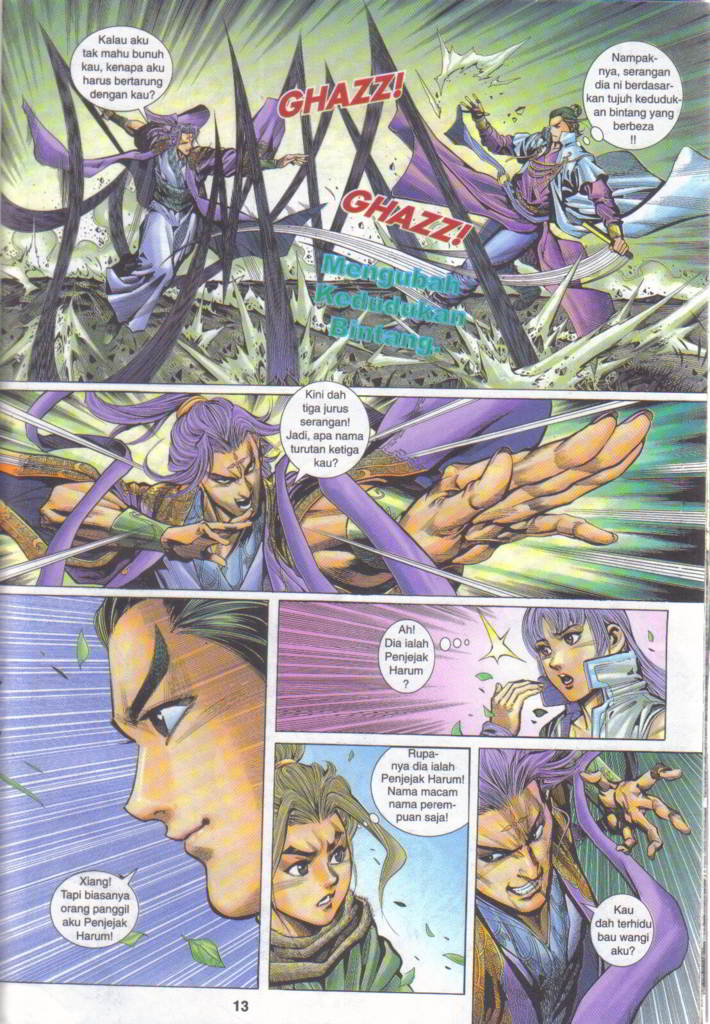 Kalau aku
tak mahu bunuh
kau, kenapa aku
harus bertarung
dengan kau?
GHAZZ!
Nampak-
nya, serangan
dia ni berdasar-
kan tujuh keduduk-
an bintang yang
berbeza
!!
GHAZZ!
Mengubah
Kedudukan
Bintang.
Kini dah
tiga jurus
serangan!
Jadi, apa nama
turutan ketiga
kau?
Ah!
Dia ialah
Penjejak
Harum
?
Xiang!
Tapi biasanya
orang panggil
aku Penjejak
Harum!
Rupa-
nya dia ialah
Penjejak Harum!
Nama macam
nama perem-
puan saja!
Kau
dah terhidu
bau wangi
aku?
13